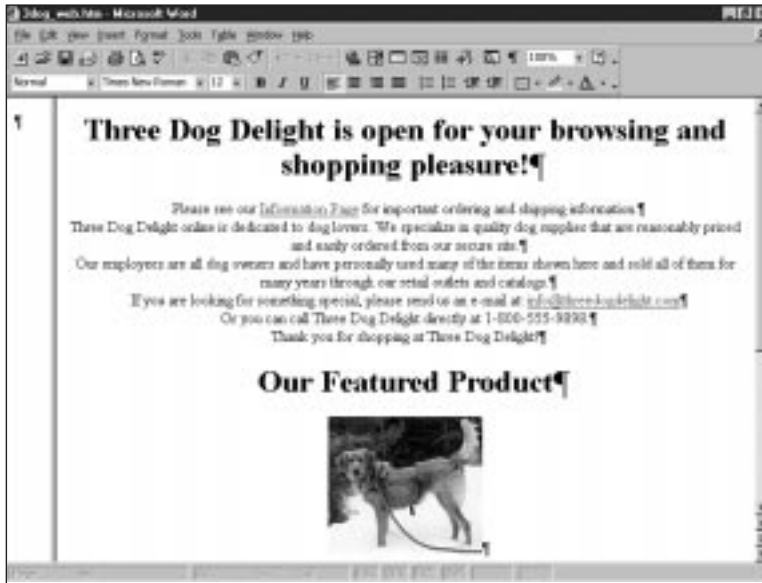 3dog_web.htm - Microsoft Word
File Edit View Insert Format Tools Table Window Help
100%
Normal Times New Roman 12 B I U A
¶ Three Dog Delight is open for your browsing and
shopping pleasure!¶
Please see our Information Page for important ordering and shipping information.¶
Three Dog Delight online is dedicated to dog lovers. We specialize in quality dog supplies that are reasonably priced
and easily ordered from our secure site.¶
Our employees are all dog owners and have personally used many of the items shown here and sold all of them for
many years through our retail outlets and catalogs.¶
If you are looking for something special, please send us an e-mail at info@threedogdelight.com¶
Or you can call Three Dog Delight directly at 1-800-555-9898.¶
Thank you for shopping at Three Dog Delight!¶
Our Featured Product¶
¶